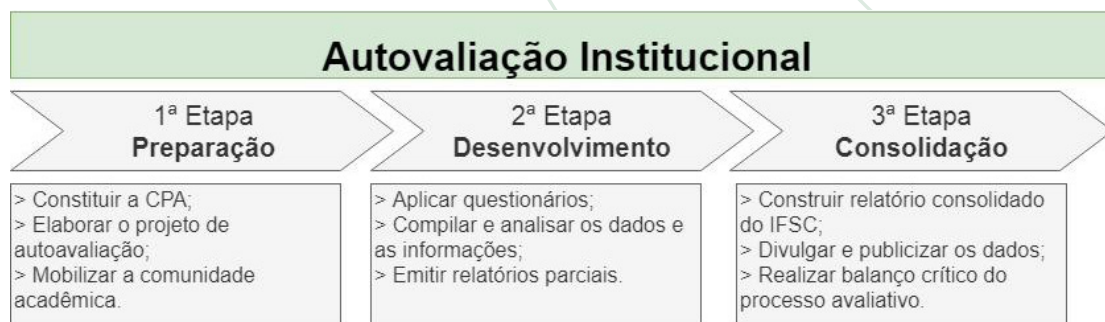 Autovaliação Institucional
1ª Etapa
Preparação
2ª Etapa
Desenvolvimento
3ª Etapa
Consolidação
> Constituir a CPA;
> Elaborar o projeto de
autoavaliação;
> Mobilizar a comunidade
acadêmica.
> Aplicar questionários;
> Compilar e analisar os dados e
as informações;
> Emitir relatórios parciais.
> Construir relatório consolidado
do IFSC;
> Divulgar e publicizar os dados;
> Realizar balanço crítico do
processo avaliativo.